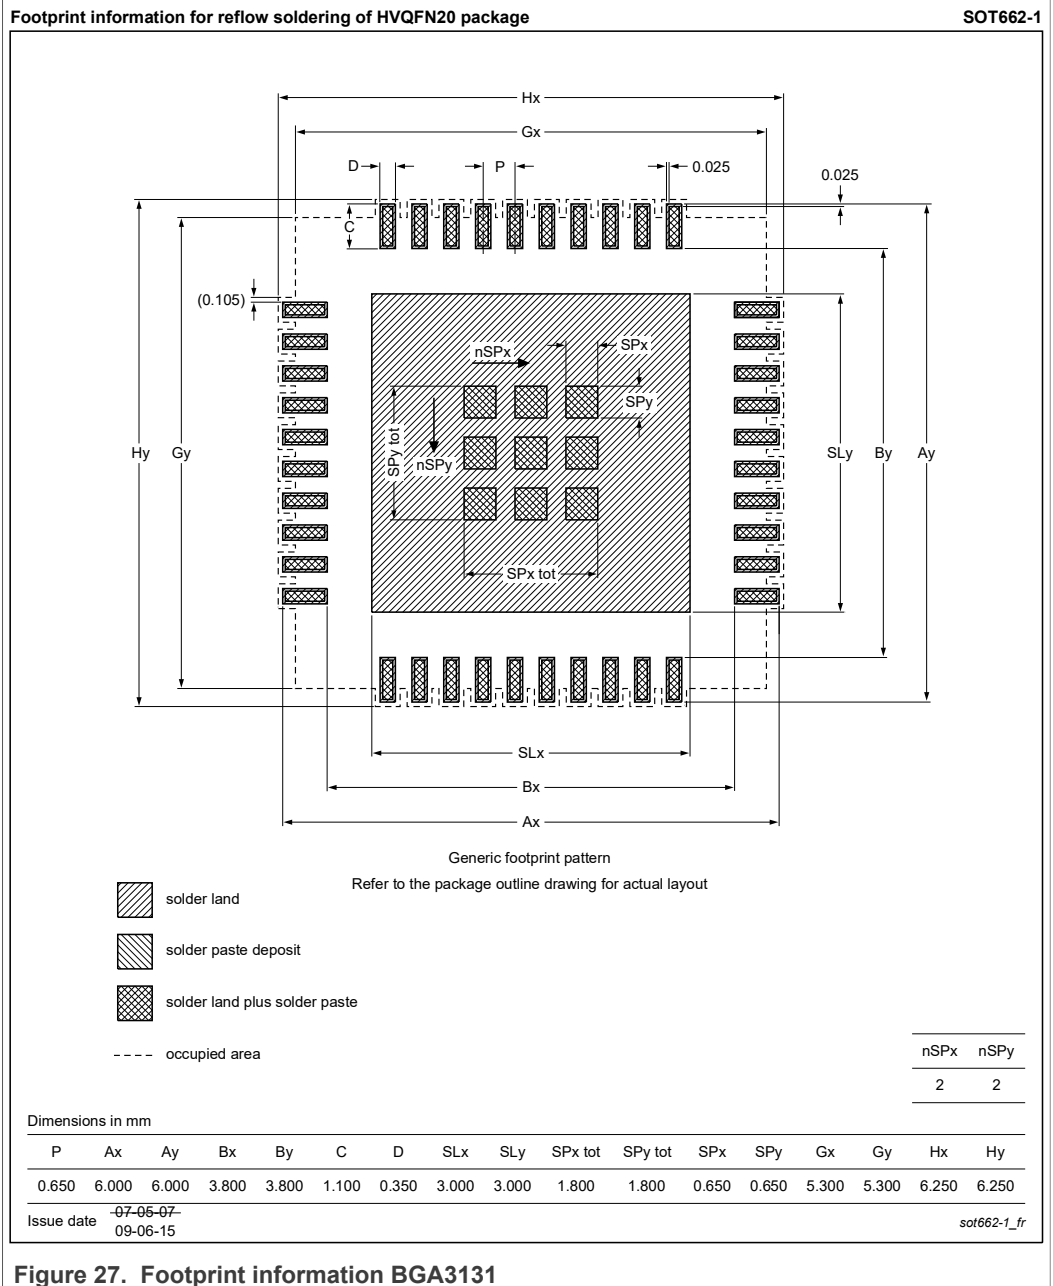 Footprint information for reflow soldering of HVQFN20 package SOT662-1
Hx
Gx
D P 0.025 0.025
C
(0.105)
nSPx SPx
SPy
SPy tot
nSPy
Hy Gy SLy By Ay
SPx tot
SLx
Bx
Ax
Generic footprint pattern
Refer to the package outline drawing for actual layout
solder land
solder paste deposit
solder land plus solder paste
occupied area
nSPx nSPy
2 2
Dimensions in mm
P Ax Ay Bx By C D SLx SLy SPx tot SPy tot SPx SPy Gx Gy Hx Hy
0.650 6.000 6.000 3.800 3.800 1.100 0.350 3.000 3.000 1.800 1.800 0.650 0.650 5.300 5.300 6.250 6.250
Issue date 07-05-07
09-06-15
sot662-1_fr
Figure 27. Footprint information BGA3131